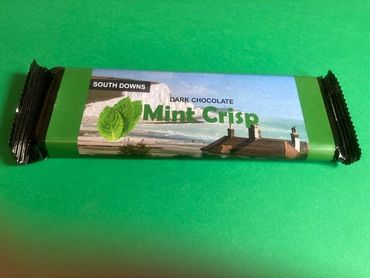 SOUTH DOWNS
DARK CHOCOLATE
Mint Crisp